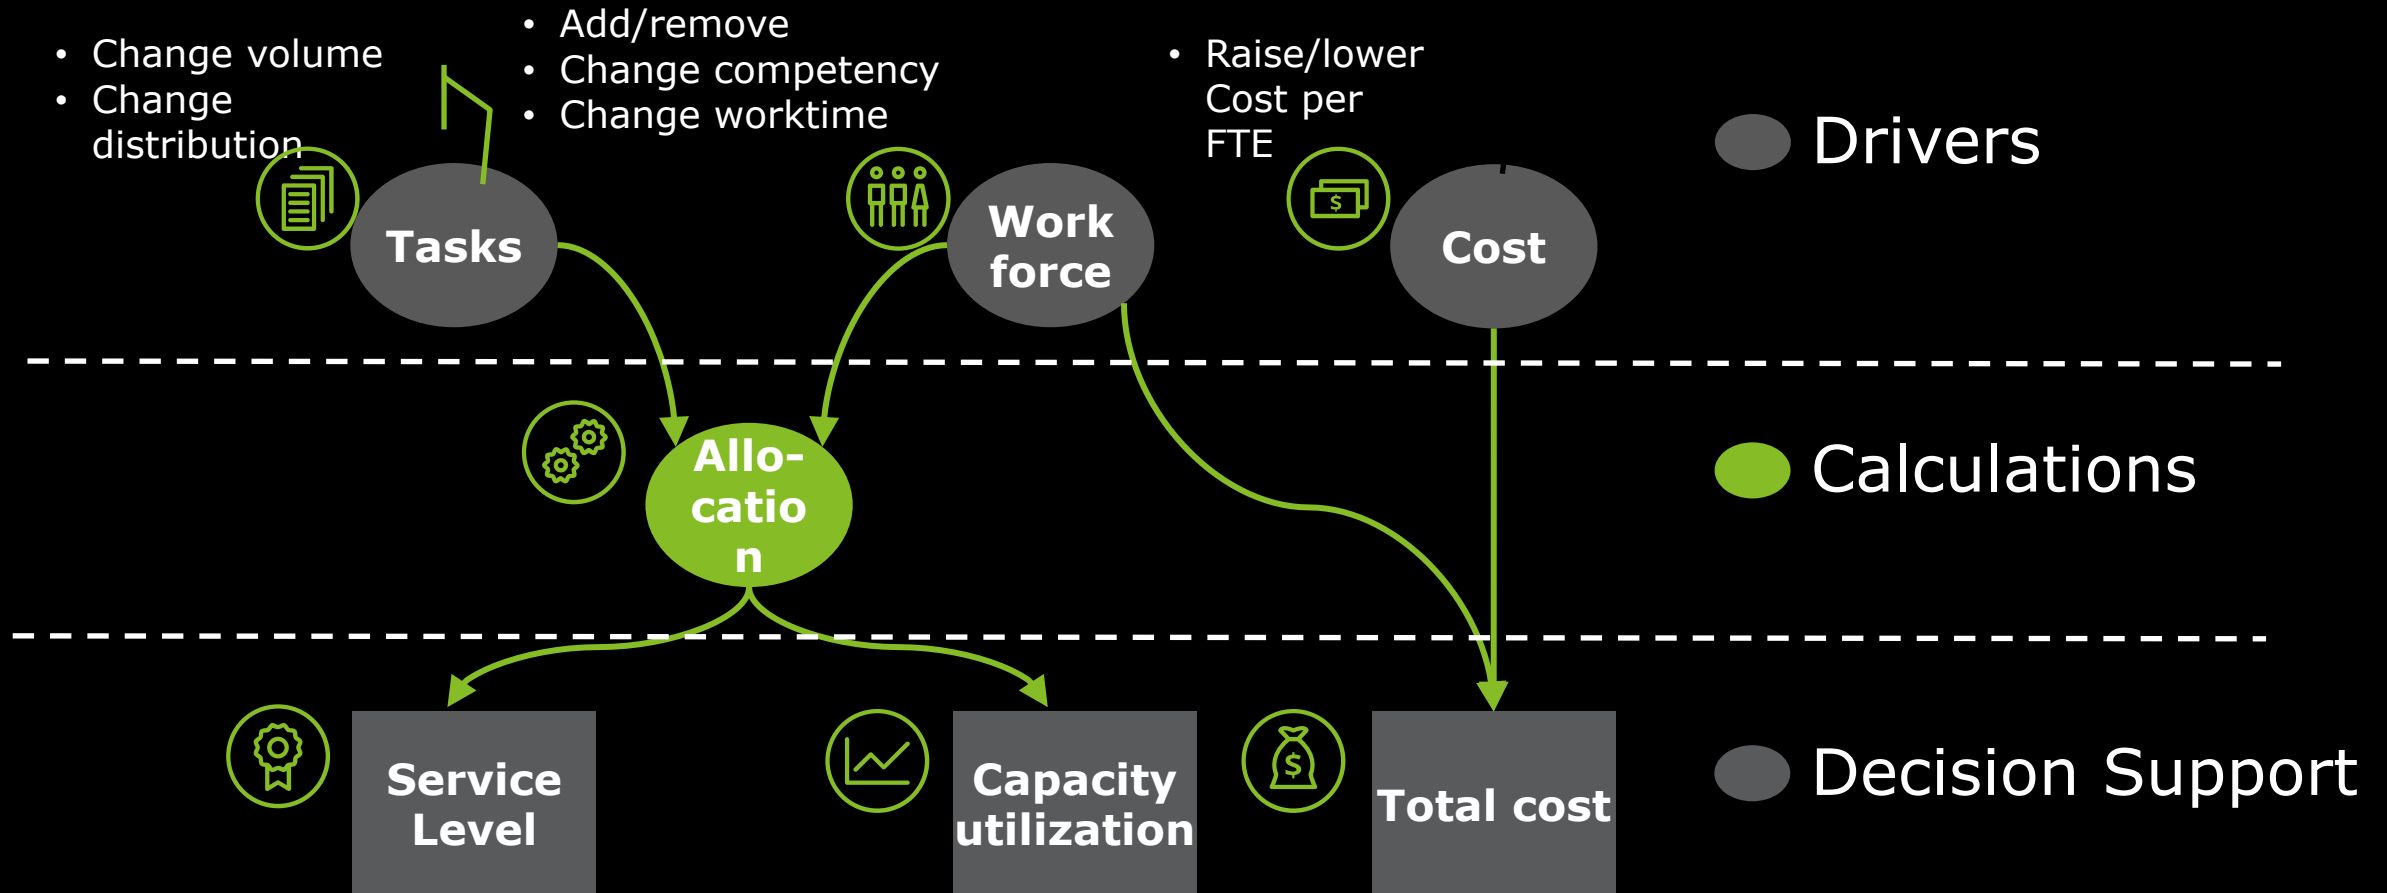 • Change volume
• Change
distribution
• Add/remove
• Change competency
• Change worktime
• Raise/lower
Cost per
FTE
Drivers
Tasks
Work
force
$
Cost
Allo-
catio
n
Calculations
Service
Level
Capacity
utilization
$
Total cost
Decision Support